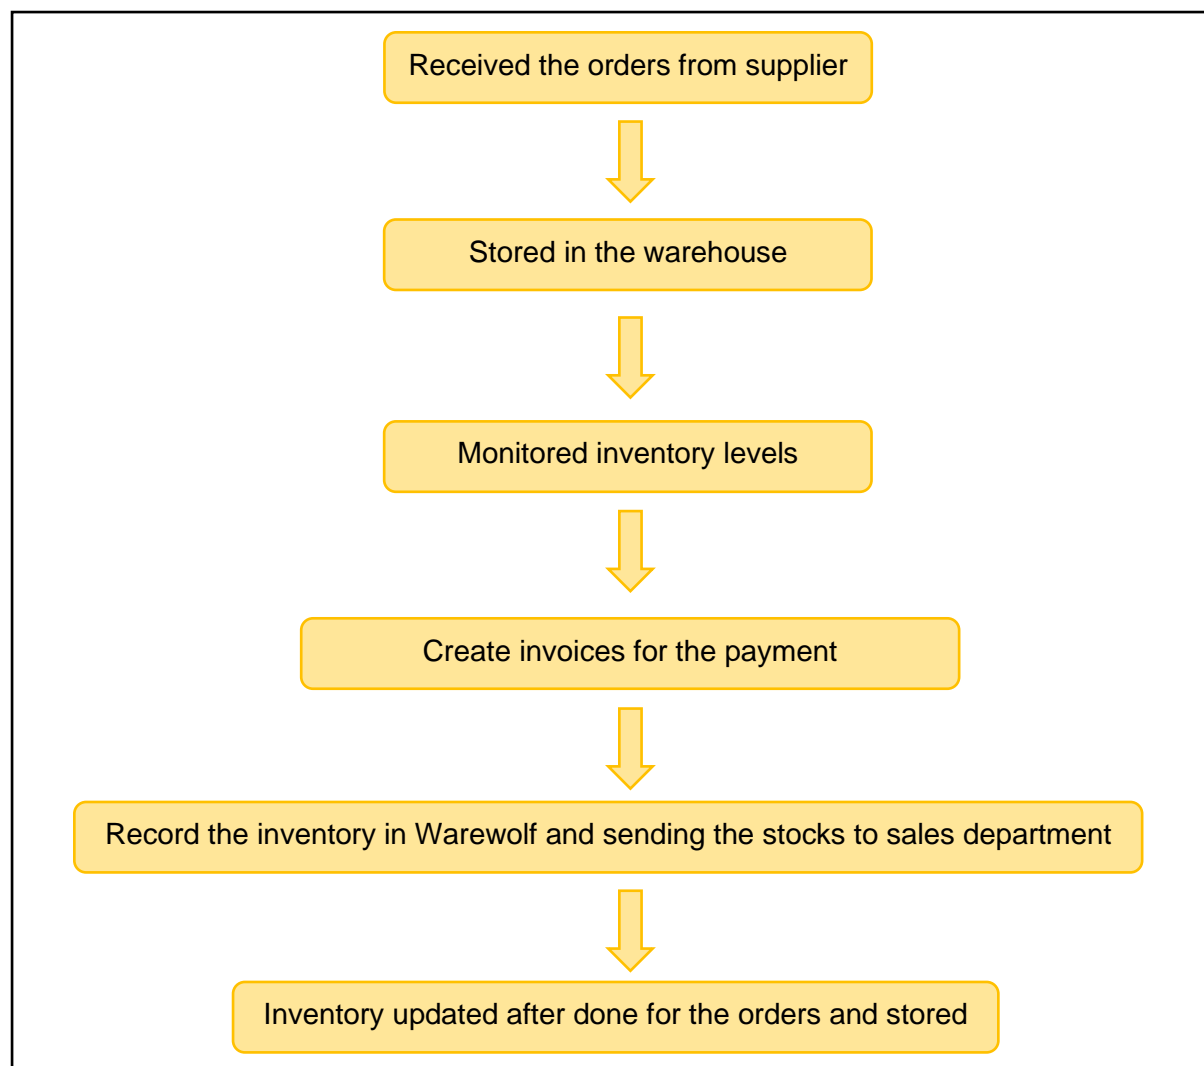 Received the orders from supplier
Stored in the warehouse
Monitored inventory levels
Create invoices for the payment
Record the inventory in Warewolf and sending the stocks to sales department
Inventory updated after done for the orders and stored